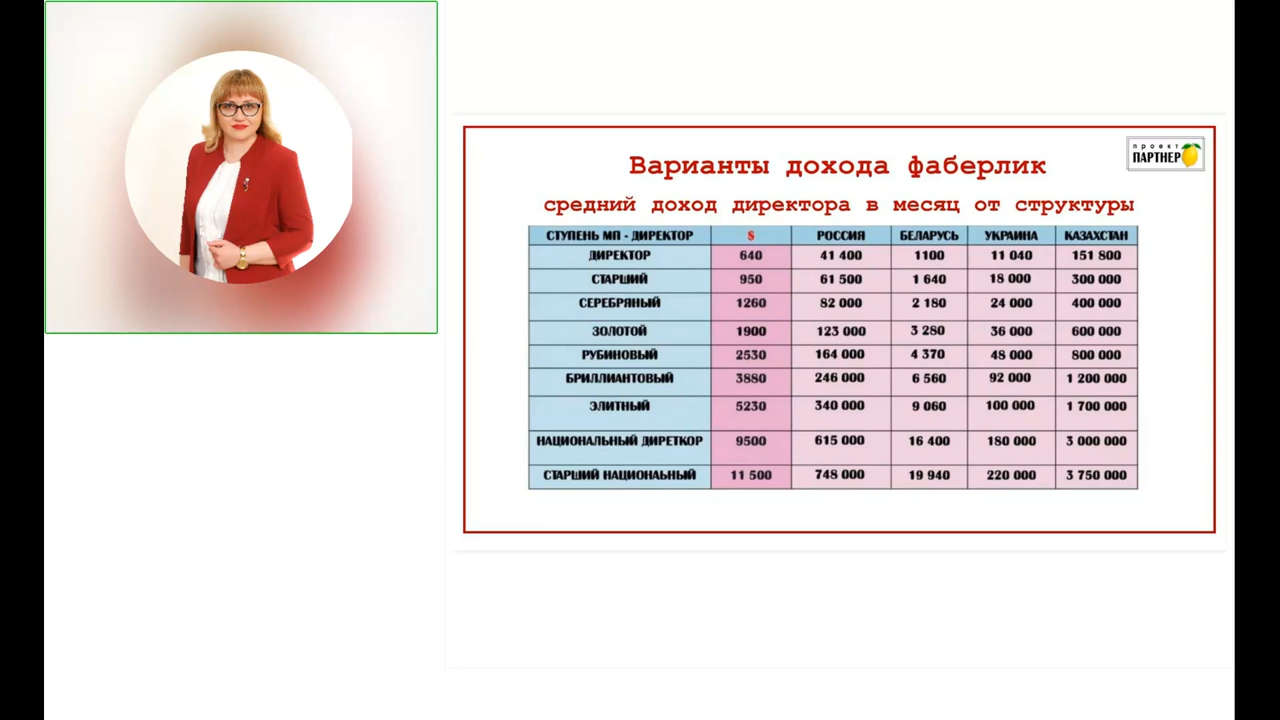 проект
ПАРТНЕР
Варианты дохода фаберлик
средний доход директора в месяц от структуры
СТУПЕНЬ МП - ДИРЕКТОР $ РОССИЯ БЕЛАРУСЬ УКРАИНА КАЗАХСТАН
ДИРЕКТОР 640 41 400 1100 11 040 151 800
СТАРШИЙ 950 61 500 1 640 18 000 300 000
СЕРЕБРЯНЫЙ 1260 82 000 2 180 24 000 400 000
ЗОЛОТОЙ 1900 123 000 3 280 36 000 600 000
РУБИНОВЫЙ 2530 164 000 4 370 48 000 800 000
БРИЛЛИАНТОВЫЙ 3880 246 000 6 560 92 000 1 200 000
ЭЛИТНЫЙ 5230 340 000 9 060 100 000 1 700 000
НАЦИОНАЛЬНЫЙ ДИРЕТКОР 9500 615 000 16 400 180 000 3 000 000
СТАРШИЙ НАЦИОНАЬНЫЙ 11 500 748 000 19 940 220 000 3 750 000